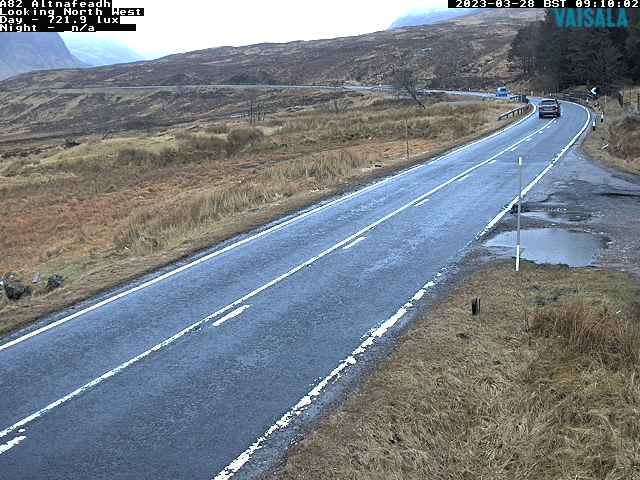 A82 Altnafeadh
Looking North West
Day - 721.9 lux
Night - n/a
2023-03-28 BST 09:10:02
VAISALA